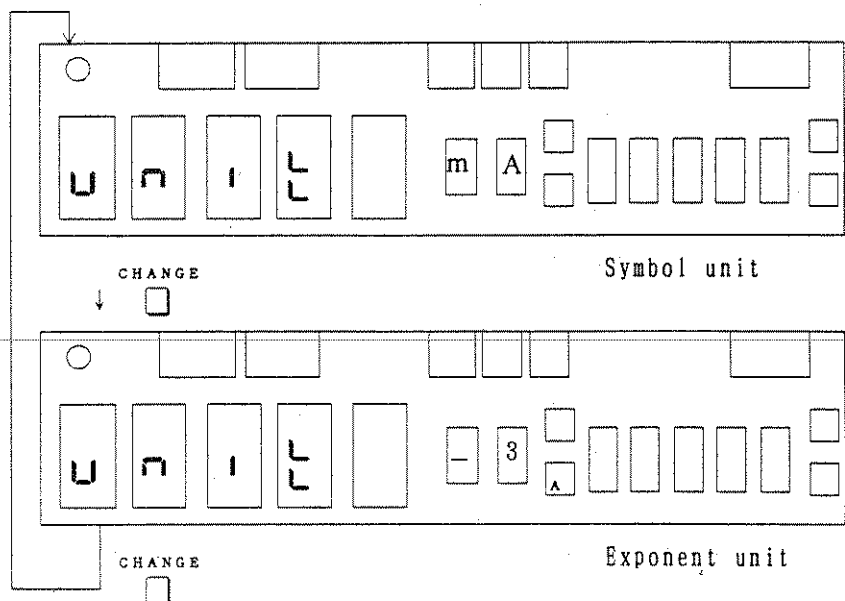 unit m A
Symbol unit
CHANGE
unit - 3 A
Exponent unit
CHANGE